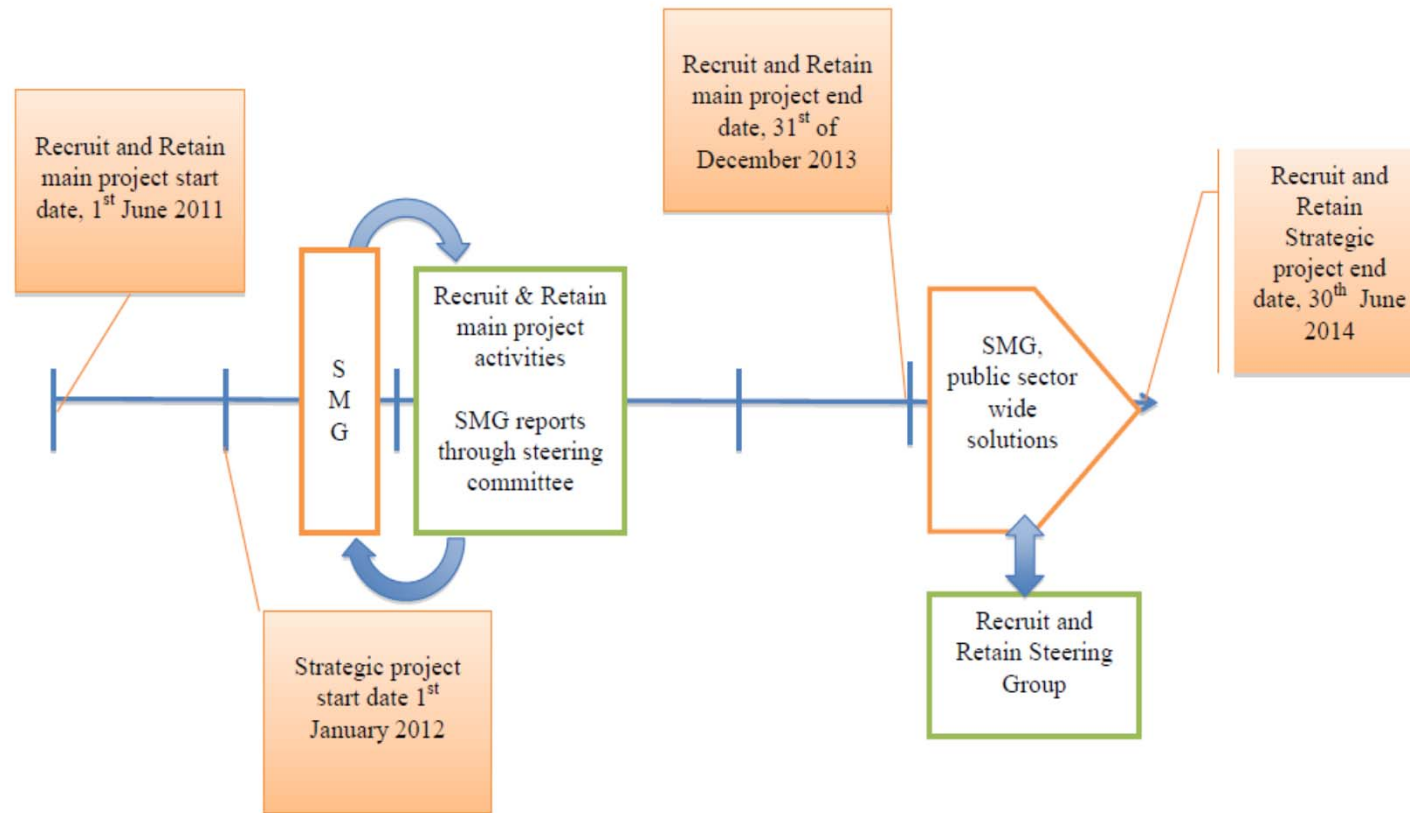 Recruit and Retain
main project start
date, 1st June 2011
S
M
G
Recruit & Retain
main project
activities
SMG reports
through steering
committee
Strategic project
start date 1st
January 2012
Recruit and Retain
main project end
date, 31st of
December 2013
SMG,
public sector
wide
solutions
Recruit and
Retain Steering
Group
Recruit and
Retain
Strategic
project end
date, 30th June
2014